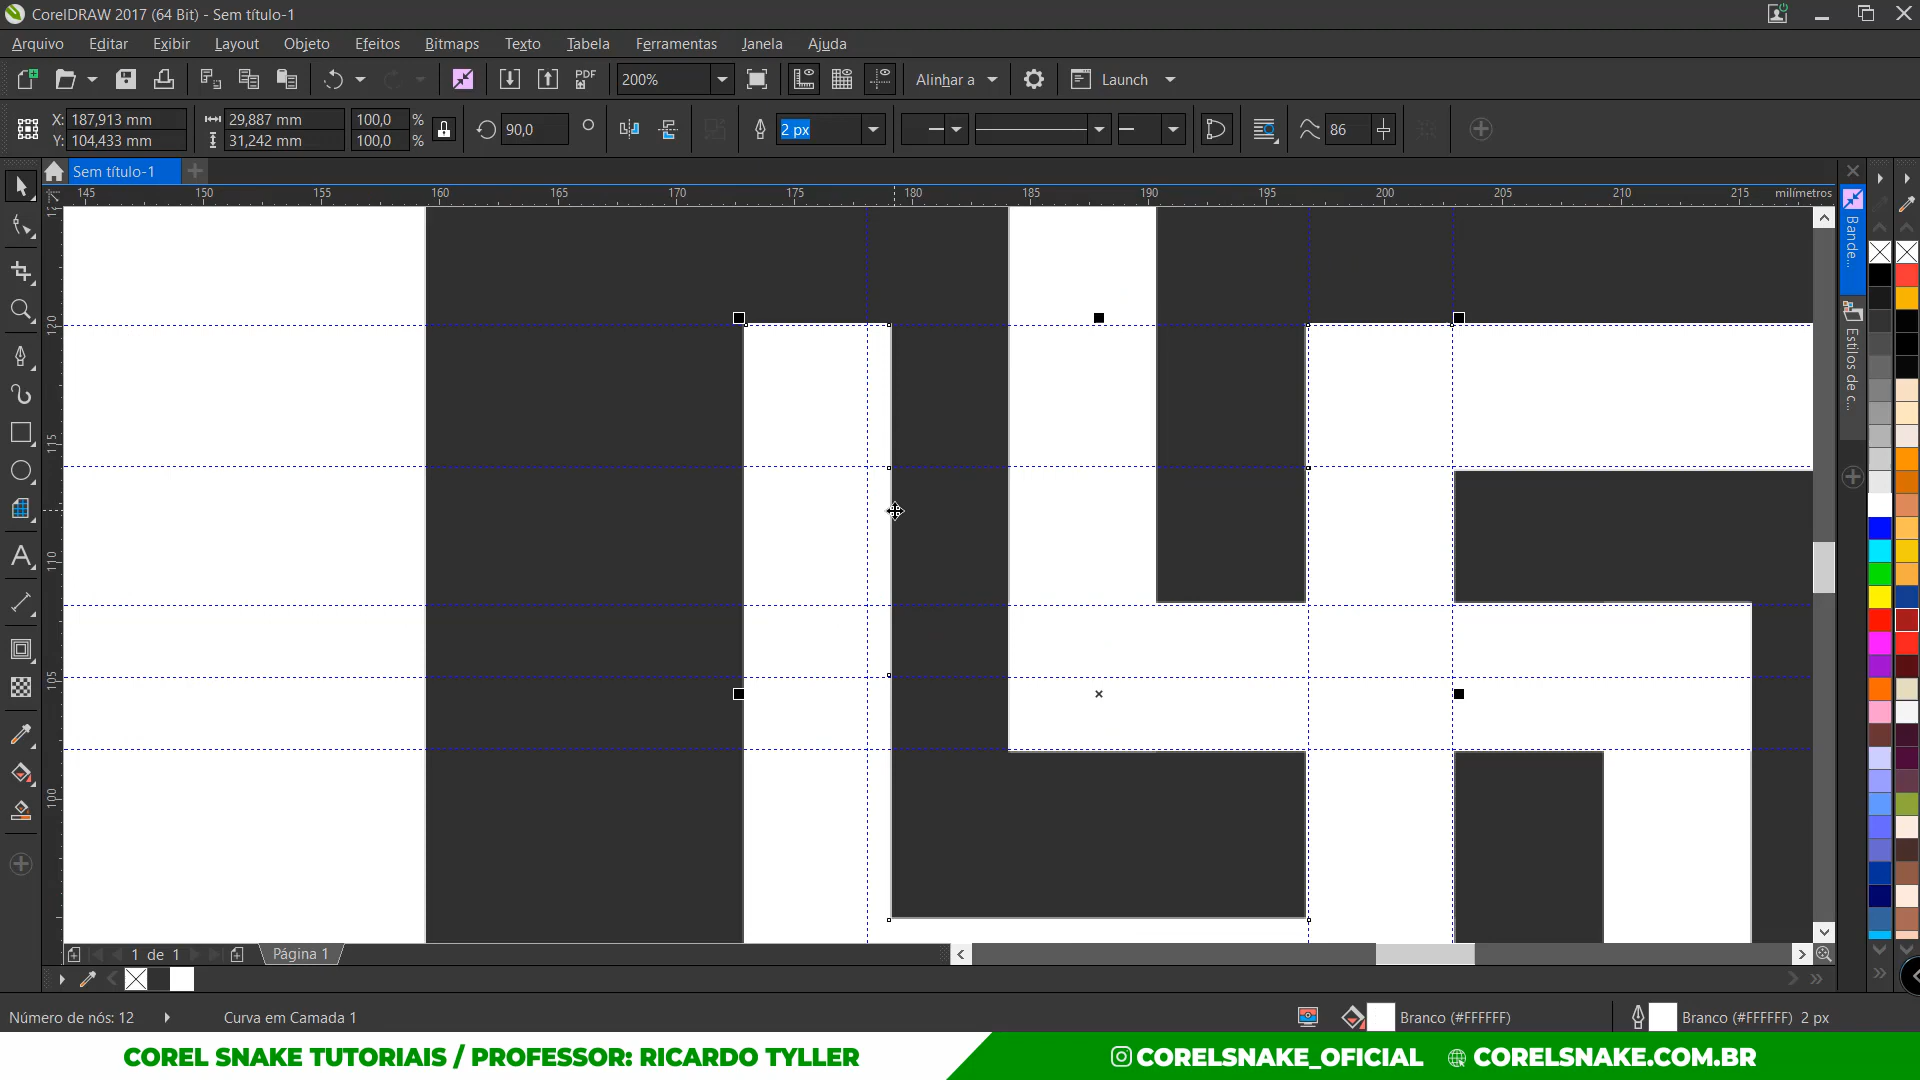 CorelDRAW 2017 (64 Bit) - Sem título-1
Arquivo Editar Exibir Layout Objeto Efeitos Bitmaps Texto Tabela Ferramentas Janela Ajuda
PDF 200% Alinhar a Launch
X: 187,913 mm 29,887 mm 100,0 % 90,0 2 px 86
Y: 104,433 mm 31,242 mm 100,0 %
Sem título-1
145 150 155 160 165 170 175 180 185 190 195 200 205 210 215 milímetros
120
115
110
105
100
Bande...
Estilos de c...
1 de 1 Página 1
Número de nós: 12 Curva em Camada 1 Branco (#FFFFFF) Branco (#FFFFFF) 2 px
COREL SNAKE TUTORIAIS / PROFESSOR: RICARDO TYLLER CORELSNAKE_OFICIAL CORELSNAKE.COM.BR